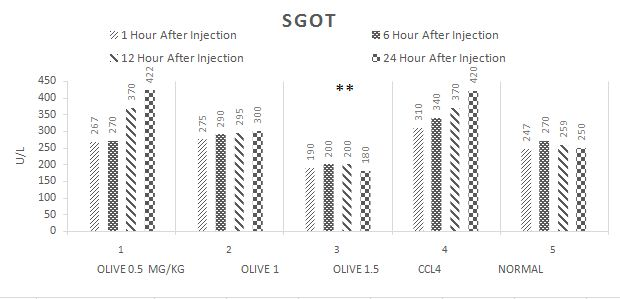 SGOT
1 Hour After Injection
6 Hour After Injection
12 Hour After Injection
24 Hour After Injection
450
400
350
300
250
200
150
100
50
0
U/L
267 270 370 422
275 290 295 300
**
190 200 200 180
310 340 370 420
247 270 259 250
1 2 3 4 5
OLIVE 0.5 MG/KG OLIVE 1 OLIVE 1.5 CCL4 NORMAL